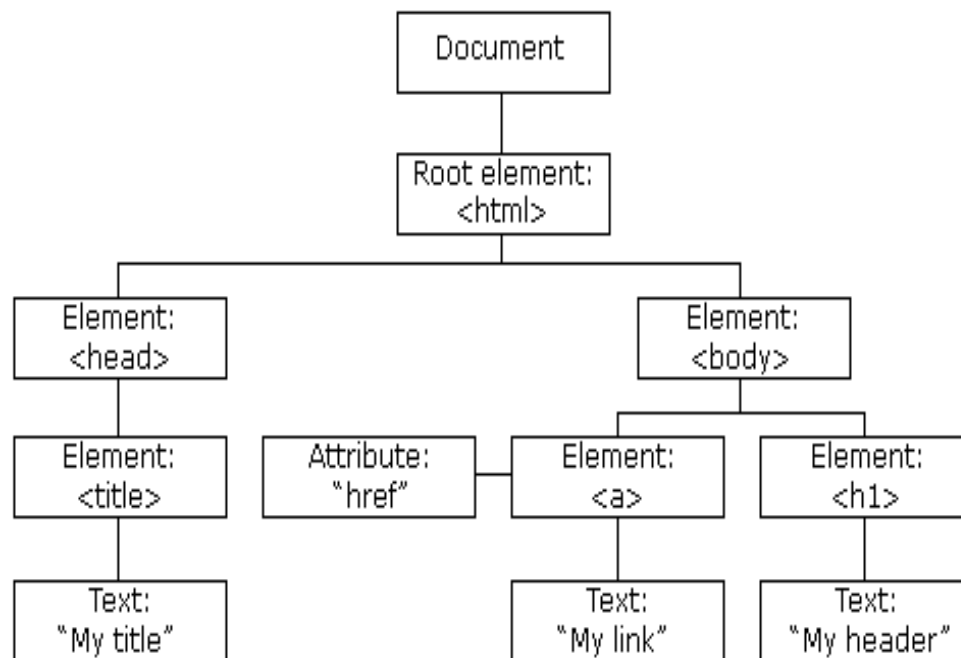 Document
Root element:
<html>
Element:
<head>
Element:
<body>
Element:
<title>
Attribute:
“href”
Element:
<a>
Element:
<h1>
Text:
“My title”
Text:
“My link”
Text:
“My header”